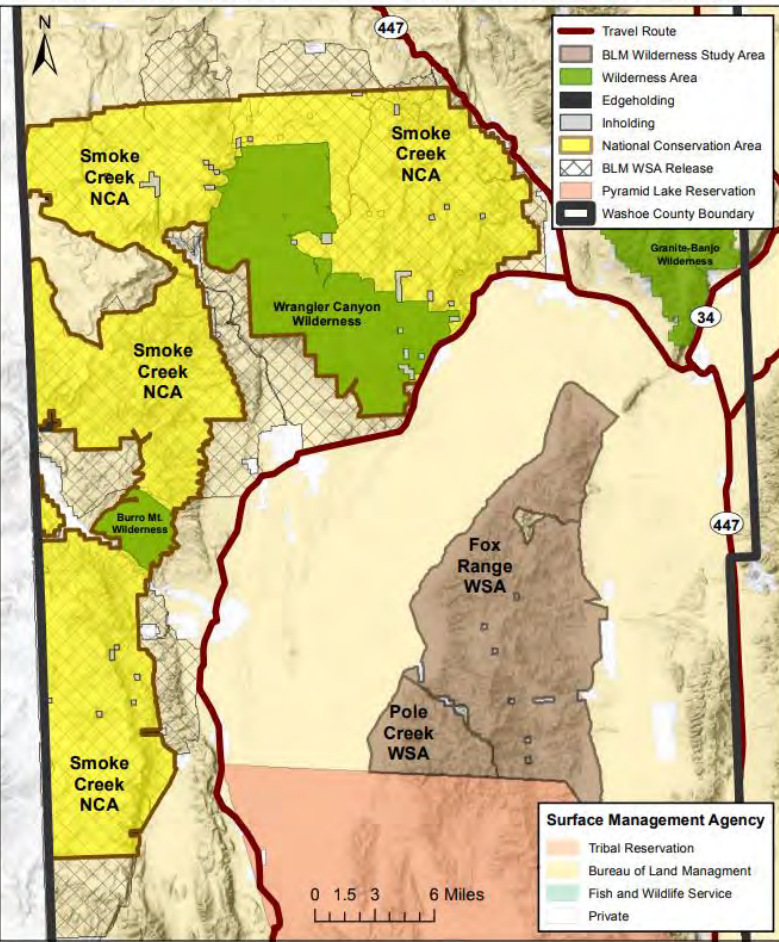 N
447
Travel Route
BLM Wilderness Study Area
Wilderness Area
Edgeholding
Inholding
National Conservation Area
BLM WSA Release
Pyramid Lake Reservation
Washoe County Boundary
Smoke
Creek
NCA
Smoke
Creek
NCA
Granite-Banjo
Wilderness
Wrangler Canyon
Wilderness
34
Smoke
Creek
NCA
Burro Mt.
Wilderness
447
Fox
Range
WSA
Pole
Creek
WSA
Smoke
Creek
NCA
0 1.5 3 6 Miles
Surface Management Agency
Tribal Reservation
Bureau of Land Managment
Fish and Wildlife Service
Private